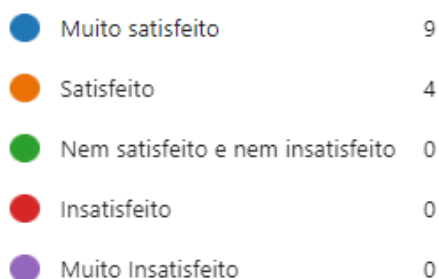 Muito satisfeito 9
Satisfeito 4
Nem satisfeito e nem insatisfeito 0
Insatisfeito 0
Muito Insatisfeito 0